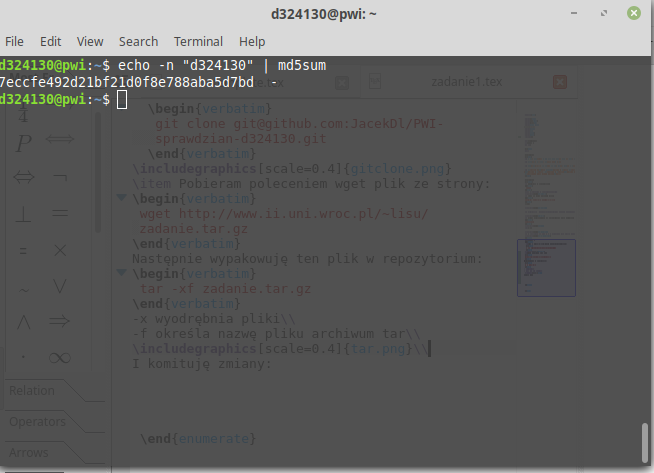 d324130@pwi: ~
File Edit View Search Terminal Help
d324130@pwi:~$ echo -n "d324130" | md5sum
7eccfe492d21bf21d0f8e788aba5d7bd  -
d324130@pwi:~$
.tex
zadanie1.tex
\begin{verbatim}
git clone git@github.com:JacekDl/PWI-
sprawdzian-d324130.git
\end{verbatim}
\includegraphics[scale=0.4]{gitclone.png}
\item Pobieram poleceniem wget plik ze strony:
\begin{verbatim}
wget http://www.ii.uni.wroc.pl/~lisu/
zadanie.tar.gz
\end{verbatim}
Następnie wypakowuję ten plik w repozytorium:
\begin{verbatim}
tar -xf zadanie.tar.gz
\end{verbatim}
-x wyodrębnia pliki\\
-f określa nazwę pliku archiwum tar\\
\includegraphics[scale=0.4]{tar.png}\\
I komituję zmiany:
\end{enumerate}
Relation
Operators
Arrows